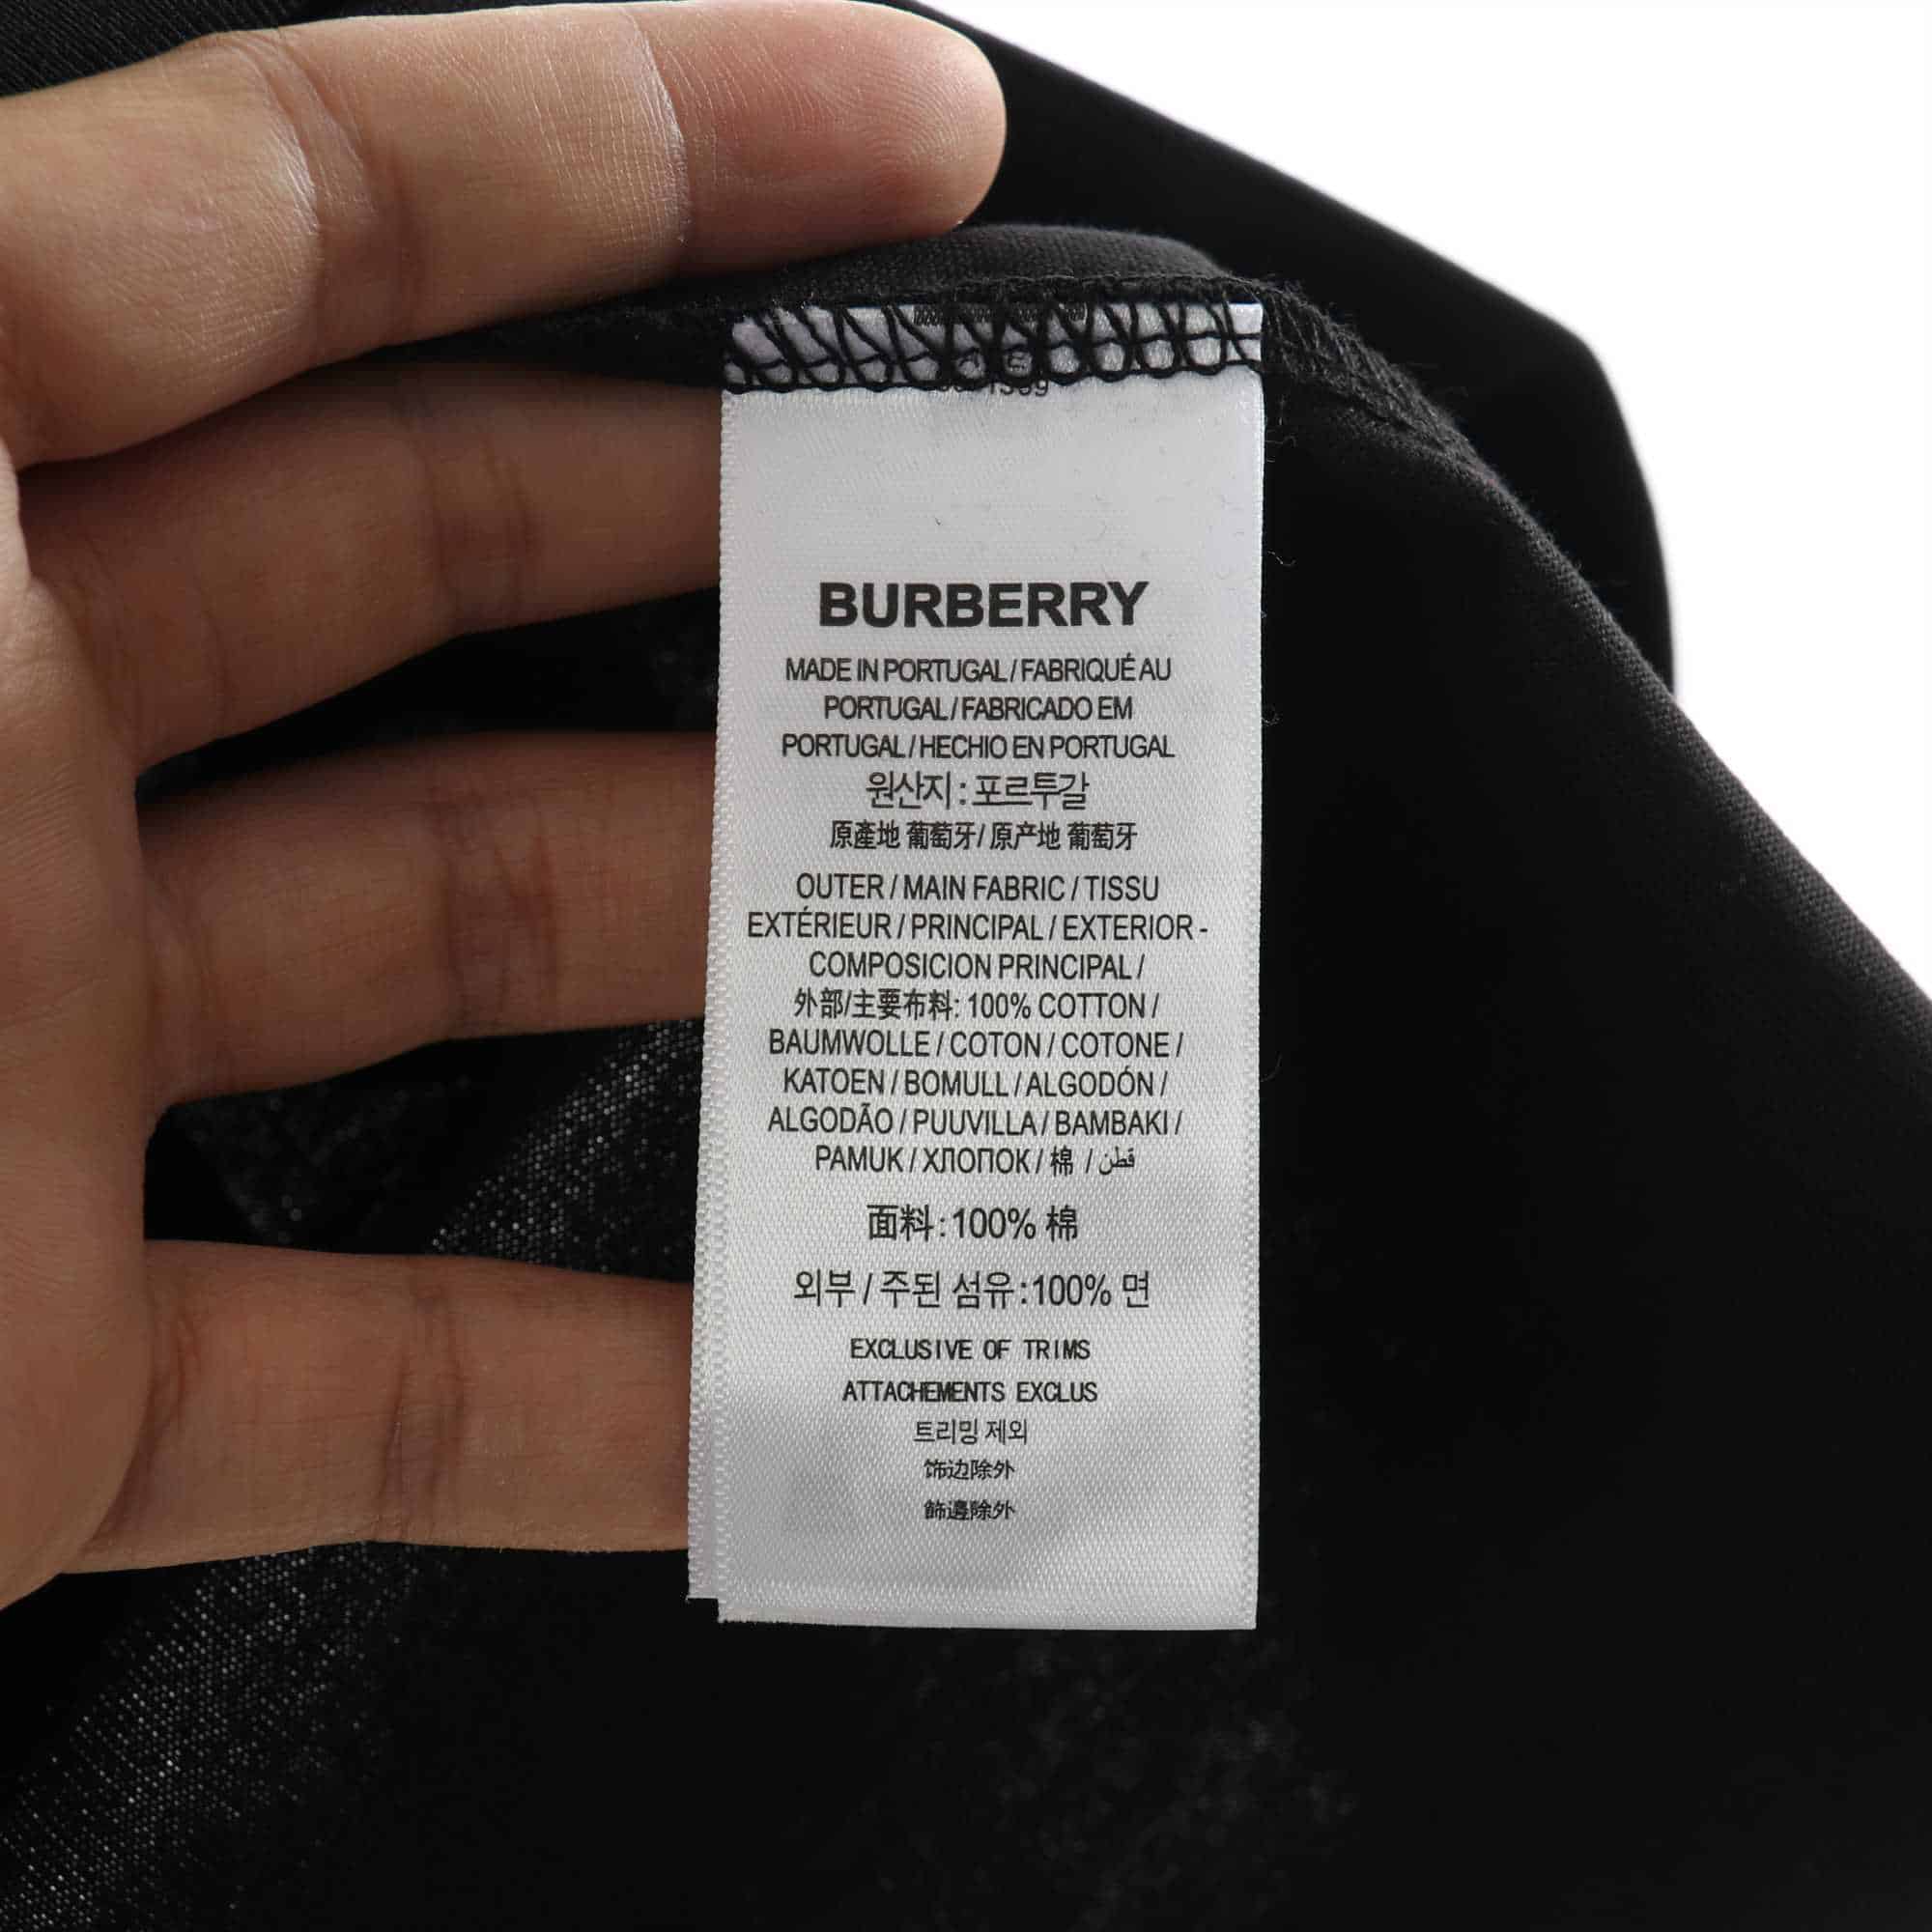 BURBERRY
MADE IN PORTUGAL / FABRIQUÉ AU
PORTUGAL / FABRICADO EM
PORTUGAL / HECHIO EN PORTUGAL
원산지 : 포르투갈
原產地 葡萄牙 / 原产地 葡萄牙
OUTER / MAIN FABRIC / TISSU
EXTÉRIEUR / PRINCIPAL / EXTERIOR -
COMPOSICION PRINCIPAL /
外部/主要布料: 100% COTTON /
BAUMWOLLE / COTON / COTONE /
KATOEN / BOMULL / ALGODÓN /
ALGODÃO / PUUVILLA / BAMBAKI /
PAMUK / ХЛОПОК / 棉 / قطن
面料 : 100% 棉
외부 / 주된 섬유 : 100% 면
EXCLUSIVE OF TRIMS
ATTACHEMENTS EXCLUS
트리밍 제외
饰边除外
飾邊除外